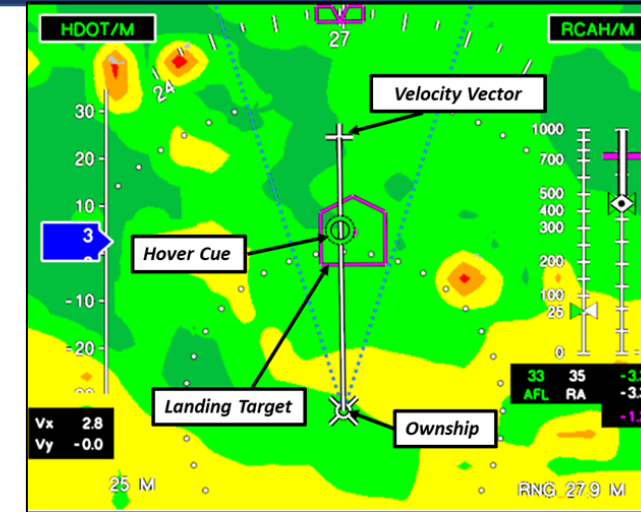 HDOT/M
RCAH/M
27
24
Velocity Vector
30
20
10
3
-10
-20
Hover Cue
1000
700
500
400
300
200
100
25
0
Landing Target
Ownship
33 35
AFL RA
Vx 2.8
Vy -0.0
25 M
RNG 27.9 M